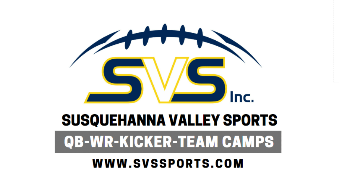 SVS Inc.
SUSQUEHANNA VALLEY SPORTS
QB-WR-KICKER-TEAM CAMPS
WWW.SVSSPORTS.COM